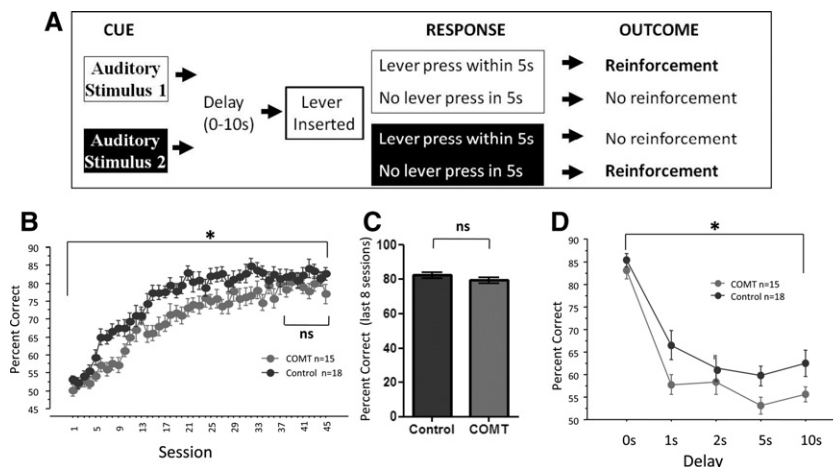 A
CUE
RESPONSE
OUTCOME
Auditory
Stimulus 1
Auditory
Stimulus 2
Delay
(0-10s)
Lever
Inserted
Lever press within 5s
No lever press in 5s
Lever press within 5s
No lever press in 5s
Reinforcement
No reinforcement
No reinforcement
Reinforcement
B
*
Percent Correct
90
85
80
75
70
65
60
55
50
45
ns
COMT n=15
Control n=18
1
5
9
13
17
21
25
29
33
37
41
45
Session
C
ns
Percent Correct (last 8 sessions)
100
80
60
40
20
0
Control
COMT
D
*
Percent Correct
90
85
80
75
70
65
60
55
50
COMT n=15
Control n=18
0s
1s
2s
5s
10s
Delay